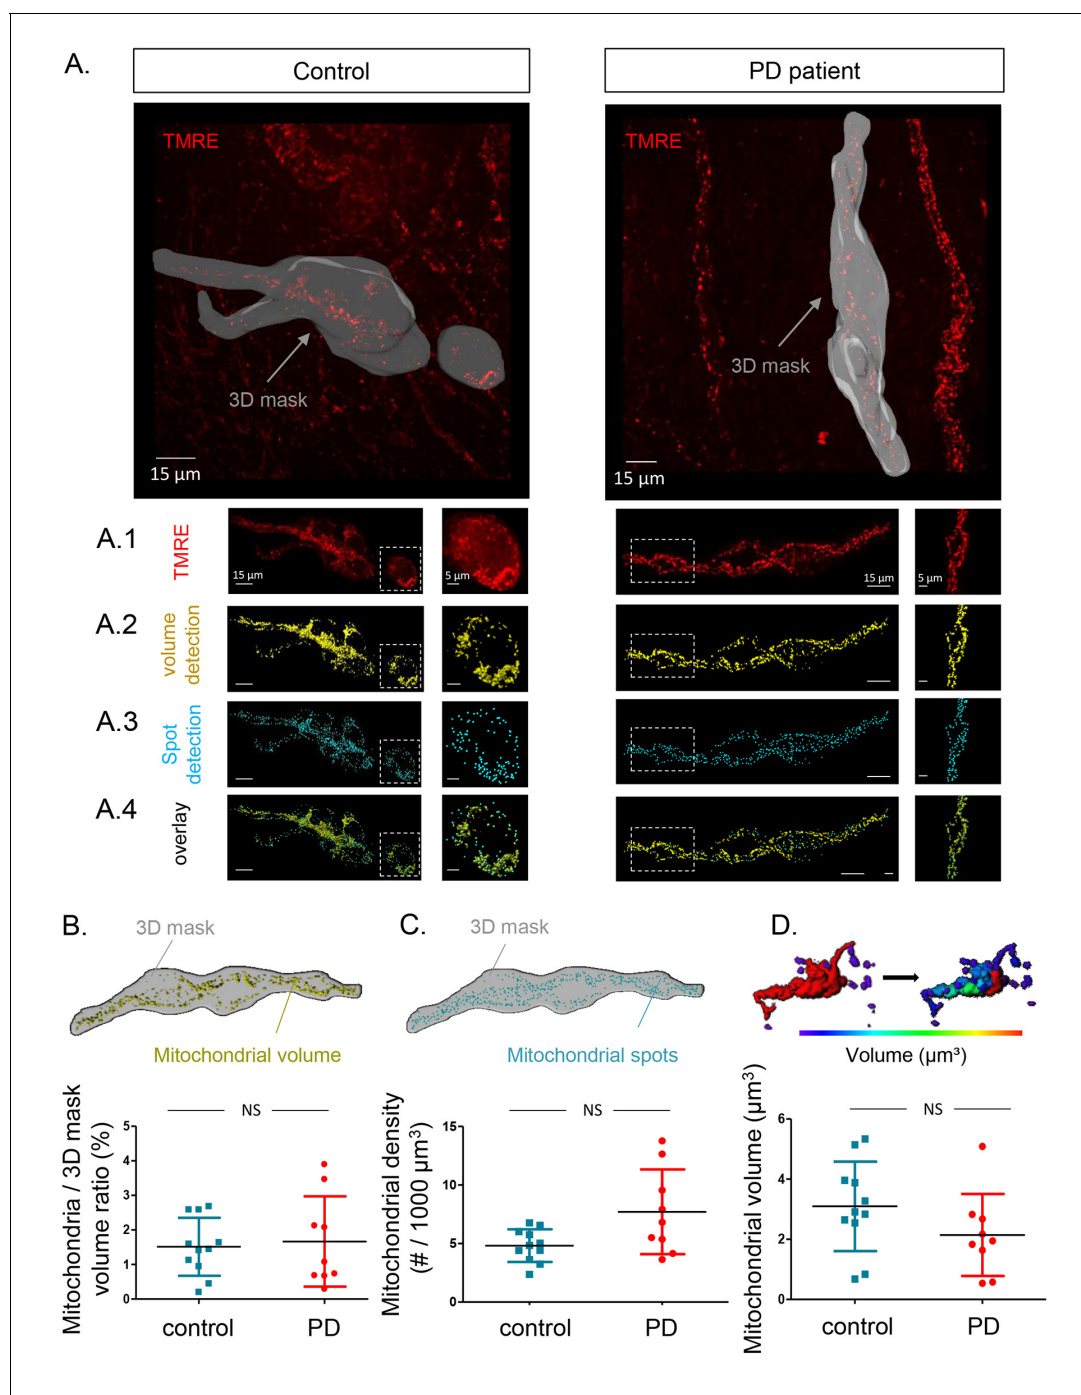 A.
Control
PD patient
TMRE
3D mask
15 µm
TMRE
3D mask
15 µm
A.1
TMRE
15 µm
5 µm
15 µm
5 µm
A.2
volume
detection
A.3
Spot
detection
A.4
overlay
B.
3D mask
Mitochondrial volume
Mitochondria / 3D mask
volume ratio (%)
NS
5
4
3
2
1
0
control
PD
C.
3D mask
Mitochondrial spots
Mitochondrial density
(# / 1000 µm³)
NS
15
10
5
0
control
PD
D.
Volume (µm³)
Mitochondrial volume (µm³)
NS
6
4
2
0
control
PD